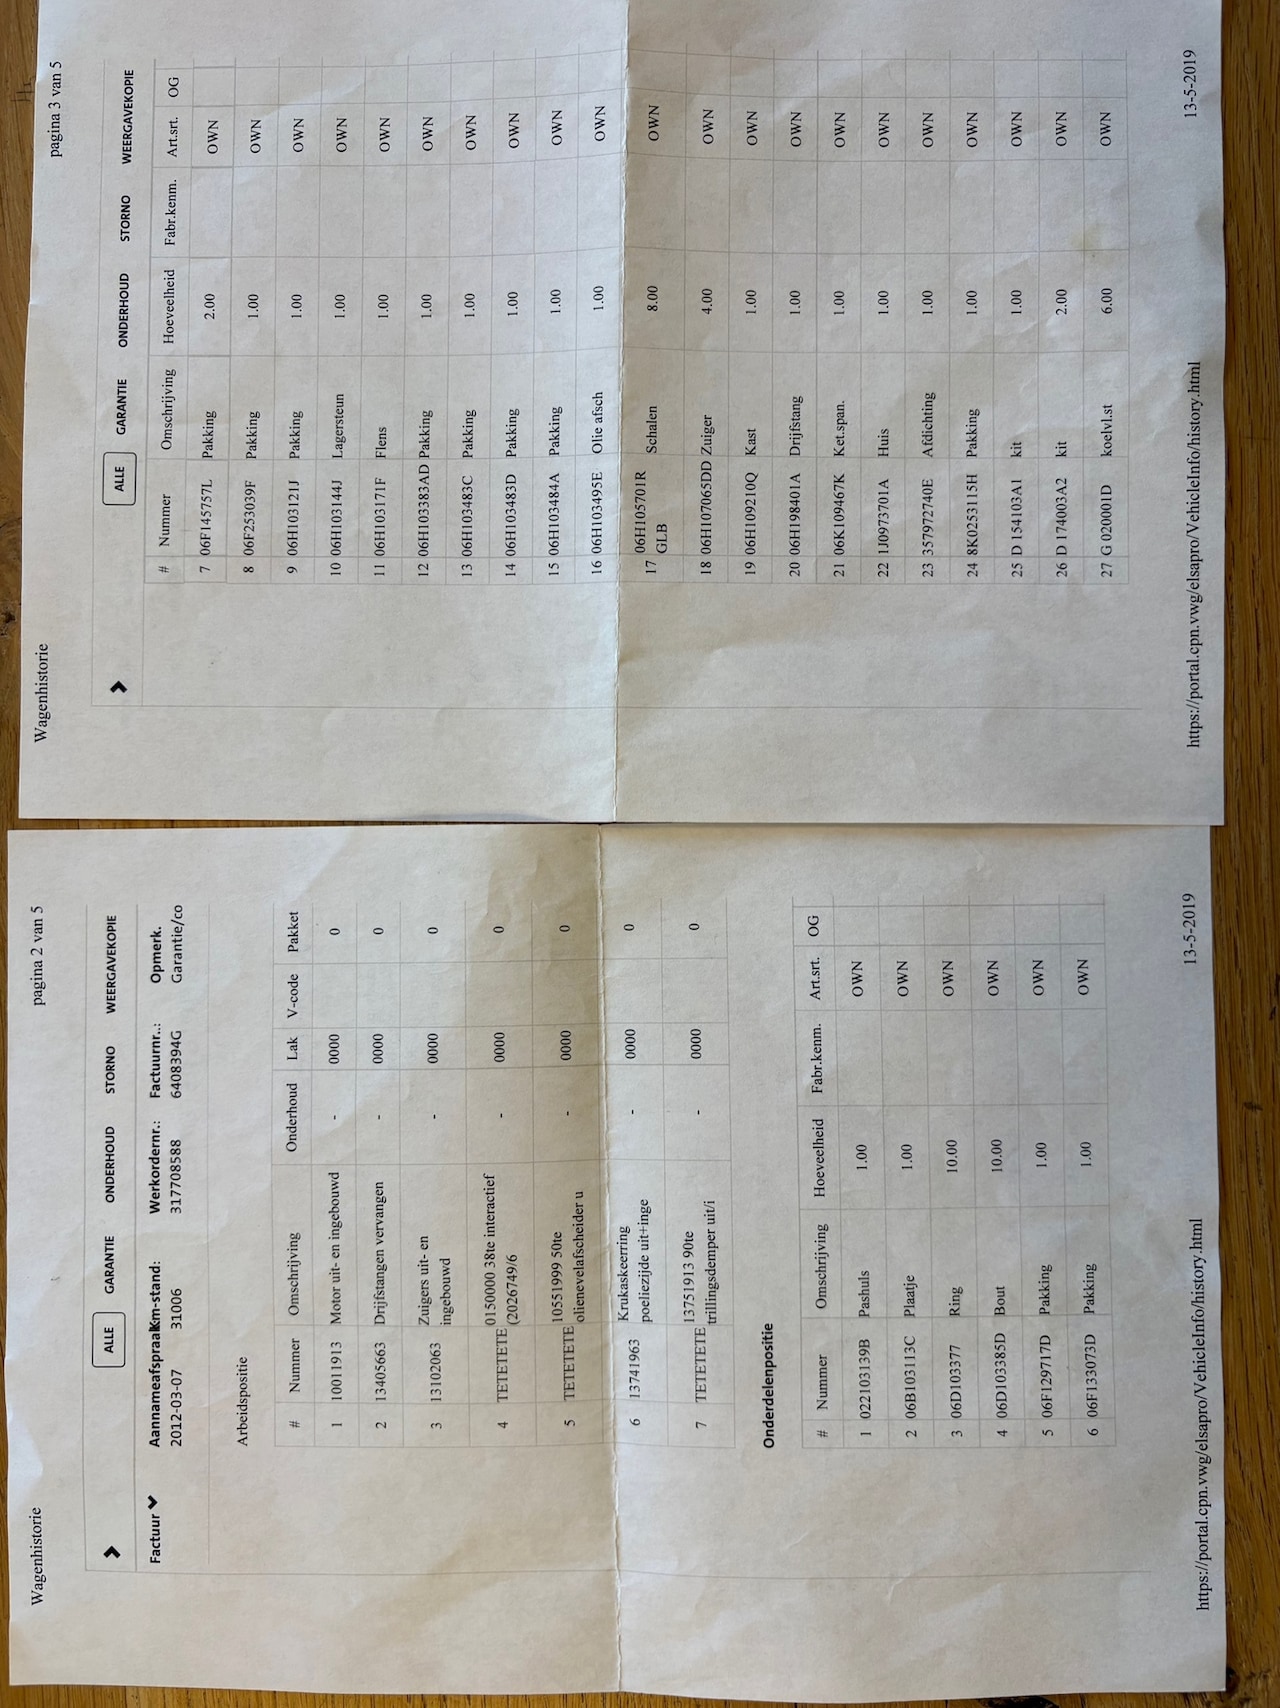 Wagenhistorie pagina 2 van 5
ALLE GARANTIE ONDERHOUD STORNO WEERGAVEKOPIE
Factuur Aannameafspraak Km-stand: Werkordernr.: Factuurnr.: Opmerk.
2012-03-07 31006 317708588 6408394G Garantie/co
Arbeidspositie
# Nummer Omschrijving Onderhoud Lak V-code Pakket
1 10011913 Motor uit- en ingebouwd - 0000 0
2 13405663 Drijfstangen vervangen - 0000 0
3 13102063 Zuigers uit- en
ingebouwd - 0000 0
4 TETETETE 0150000 38te interactief
(2026749/6 - 0000 0
5 TETETETE 10551999 50te
olienevelafscheider u - 0000 0
6 13741963 Krukaskeerring
poeliezijde uit+inge - 0000 0
7 TETETETE 13751913 90te
trillingsdemper uit/i - 0000 0
Onderdelenpositie
# Nummer Omschrijving Hoeveelheid Fabr.kenm. Art.srt. OG
1 022103139B Pashuls 1.00 OWN
2 06B103113C Plaatje 1.00 OWN
3 06D103377 Ring 10.00 OWN
4 06D103385D Bout 10.00 OWN
5 06F129717D Pakking 1.00 OWN
6 06F133073D Pakking 1.00 OWN
https://portal.cpn.vwg/elsapro/VehicleInfo/history.html 13-5-2019
Wagenhistorie pagina 3 van 5
ALLE GARANTIE ONDERHOUD STORNO WEERGAVEKOPIE
# Nummer Omschrijving Hoeveelheid Fabr.kenm. Art.srt. OG
7 06F145757L Pakking 2.00 OWN
8 06F253039F Pakking 1.00 OWN
9 06H103121J Pakking 1.00 OWN
10 06H103144J Lagersteun 1.00 OWN
11 06H103171F Flens 1.00 OWN
12 06H103383AD Pakking 1.00 OWN
13 06H103483C Pakking 1.00 OWN
14 06H103483D Pakking 1.00 OWN
15 06H103484A Pakking 1.00 OWN
16 06H103495E Olie afsch 1.00 OWN
17 06H105701R
GLB Schalen 8.00 OWN
18 06H107065DD Zuiger 4.00 OWN
19 06H109210Q Kast 1.00 OWN
20 06H198401A Drijfstang 1.00 OWN
21 06K109467K Ket.span. 1.00 OWN
22 1J0973701A Huis 1.00 OWN
23 357972740E Afdichting 1.00 OWN
24 8K0253115H Pakking 1.00 OWN
25 D 154103A1 kit 1.00 OWN
26 D 174003A2 kit 2.00 OWN
27 G 020001D koelvl.st 6.00 OWN
https://portal.cpn.vwg/elsapro/VehicleInfo/history.html 13-5-2019